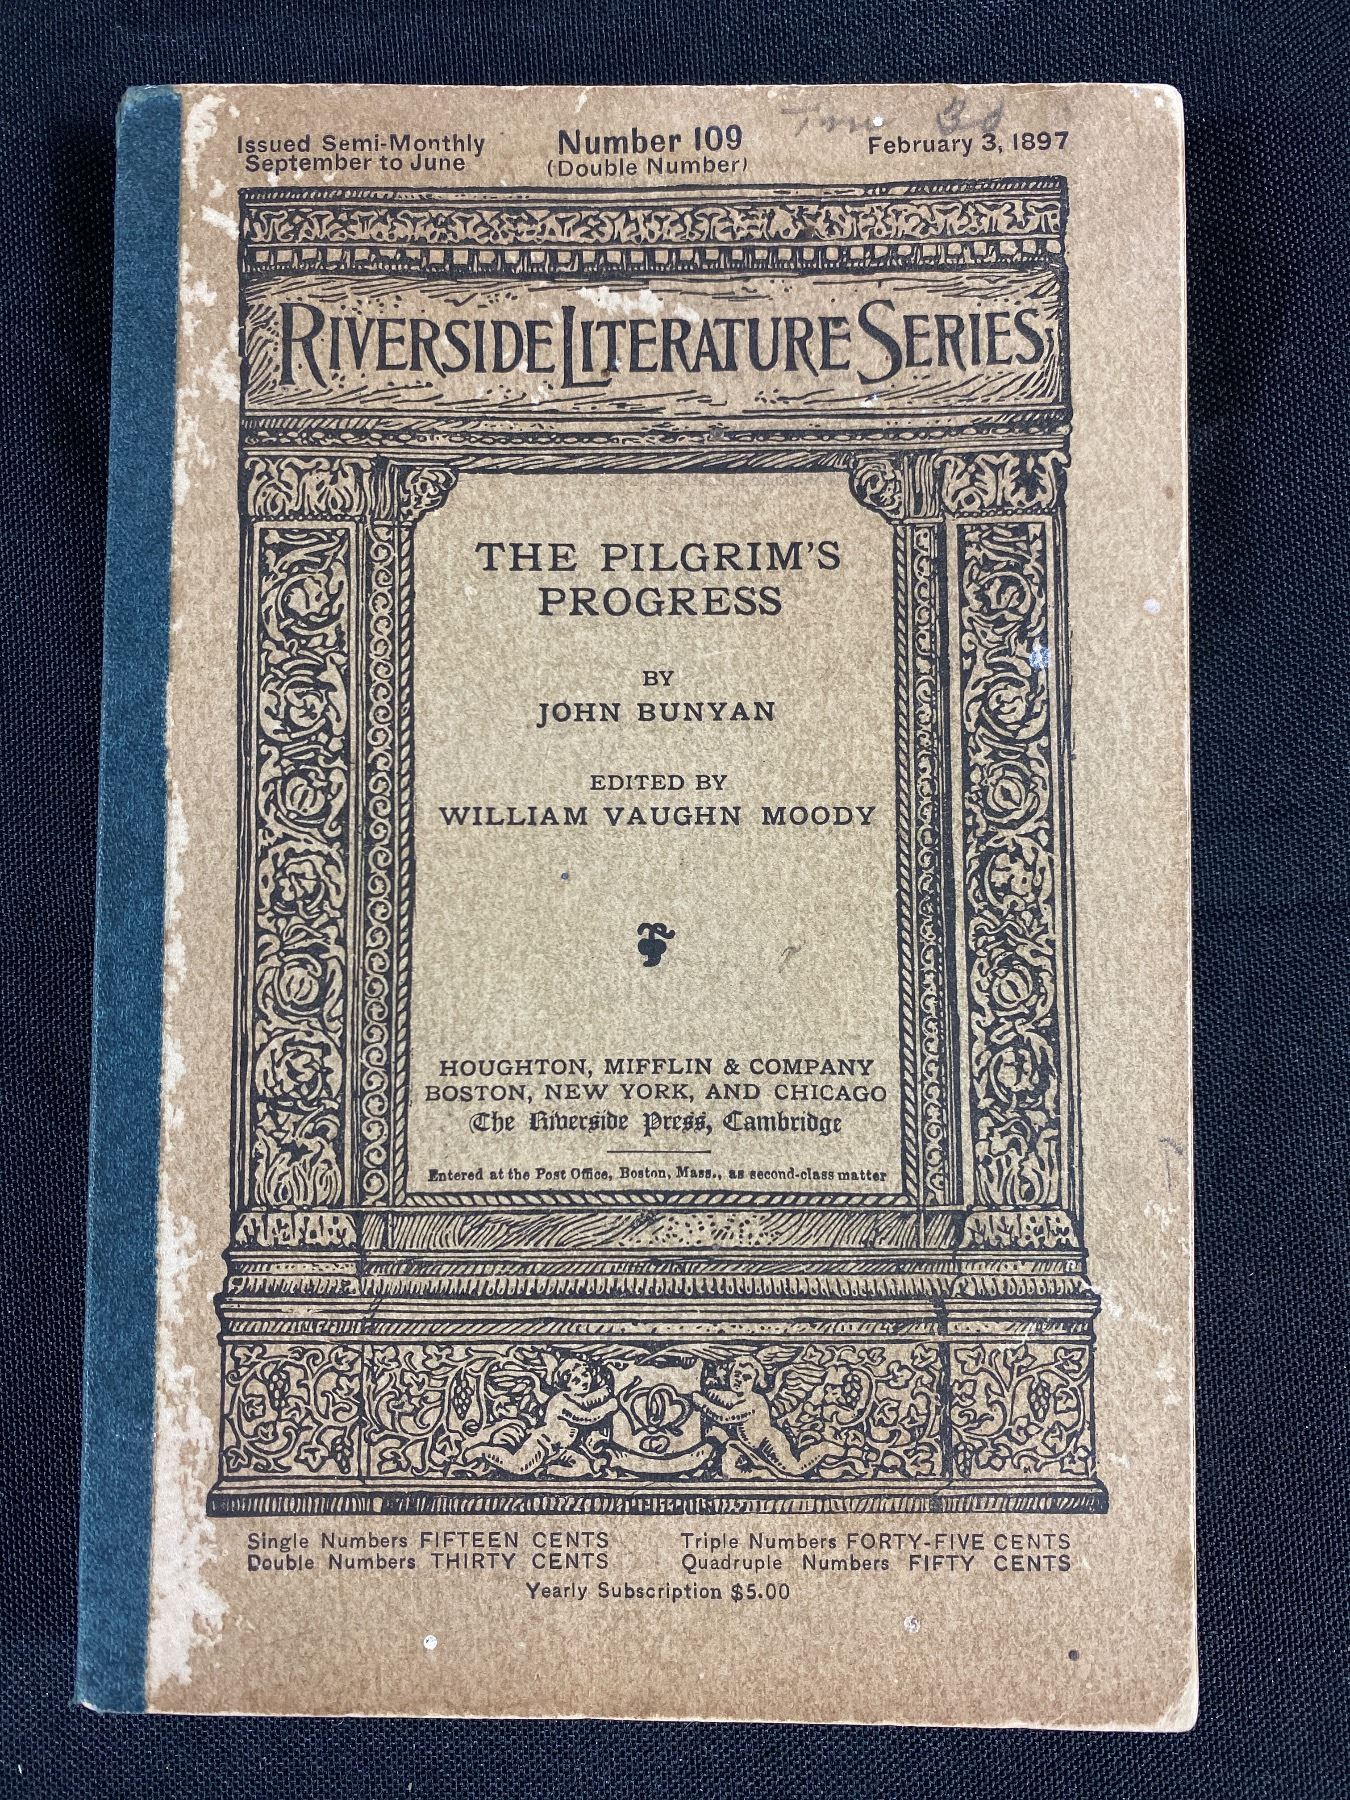 Issued Semi-Monthly
September to June
Number 109
(Double Number)
February 3, 1897
RIVERSIDE LITERATURE SERIES
THE PILGRIM'S
PROGRESS
BY
JOHN BUNYAN
EDITED BY
WILLIAM VAUGHN MOODY
HOUGHTON, MIFFLIN & COMPANY
BOSTON, NEW YORK, AND CHICAGO
The Riverside Press, Cambridge
Entered at the Post Office, Boston, Mass., as second-class matter
Single Numbers FIFTEEN CENTS
Double Numbers THIRTY CENTS
Triple Numbers FORTY-FIVE CENTS
Quadruple Numbers FIFTY CENTS
Yearly Subscription $5.00